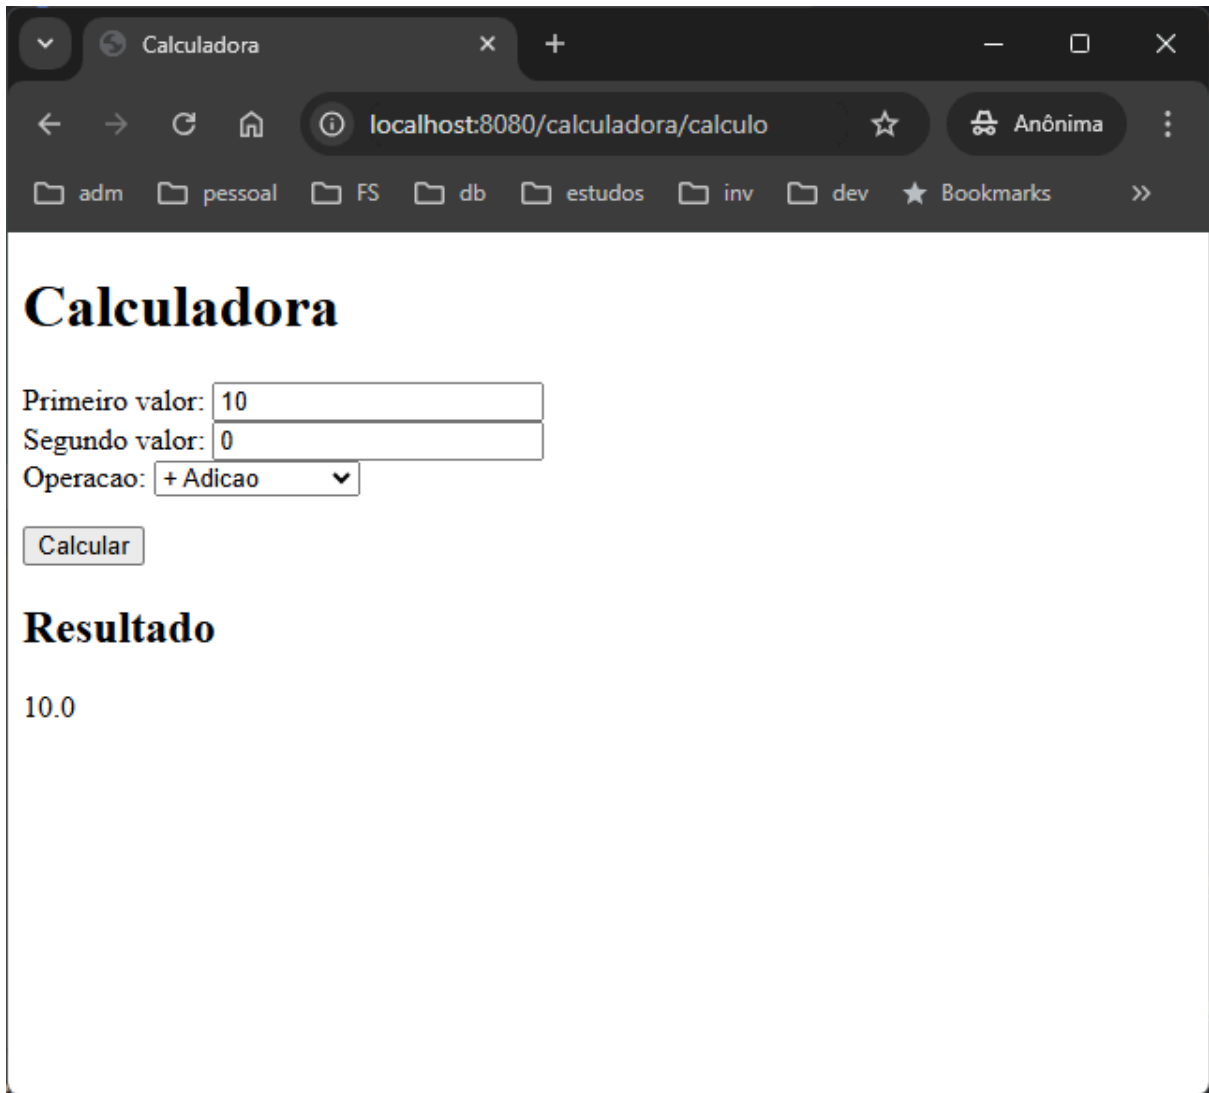 Calculadora
localhost:8080/calculadora/calculo
Anônima
adm pessoal FS db estudos inv dev Bookmarks
Calculadora
Primeiro valor: 10
Segundo valor: 0
Operacao: + Adicao
Calcular
Resultado
10.0